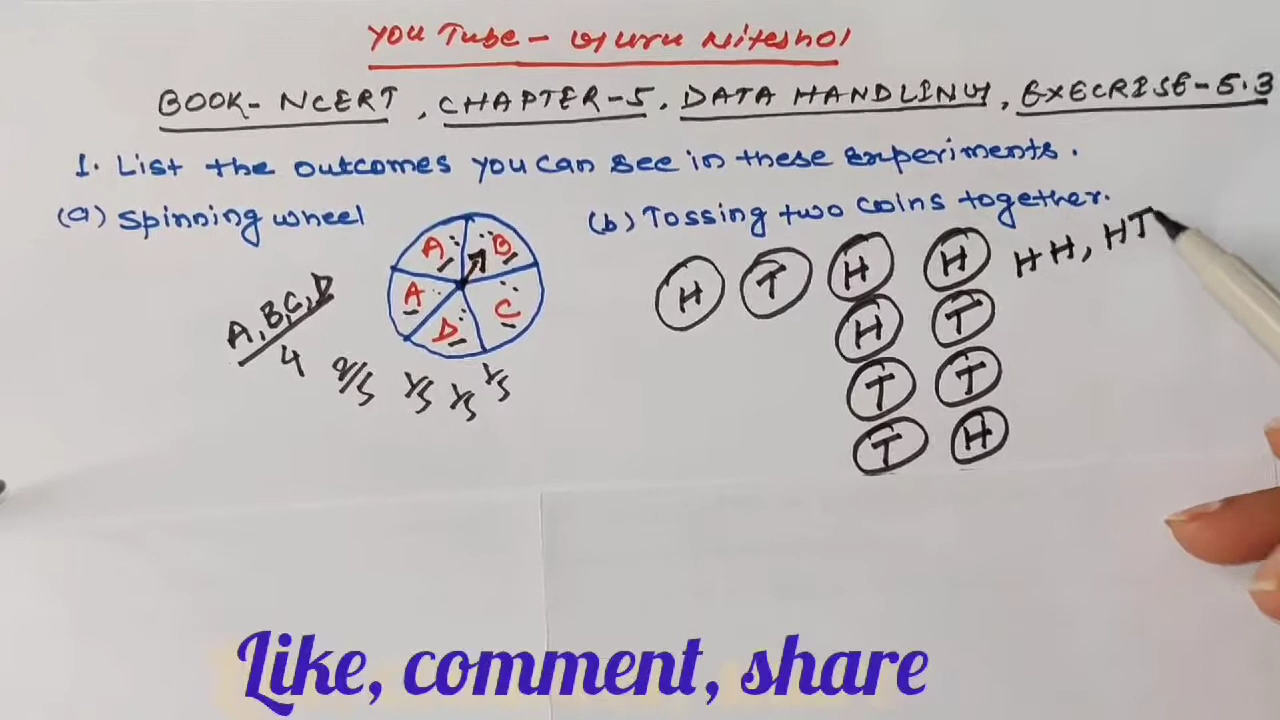 YOU Tube - Guru Nitesh01
BOOK- NCERT, CHAPTER-5, DATA HANDLING, EXECRISE-5.3
1. List the outcomes you can see in these experiments.
(a) Spinning wheel
A B
A C
D
A, B, C, D
4
2/5 1/5 1/5 1/5
(b) Tossing two coins together.
H T H H HH, HT
H T
T T
T H
Like, comment, share